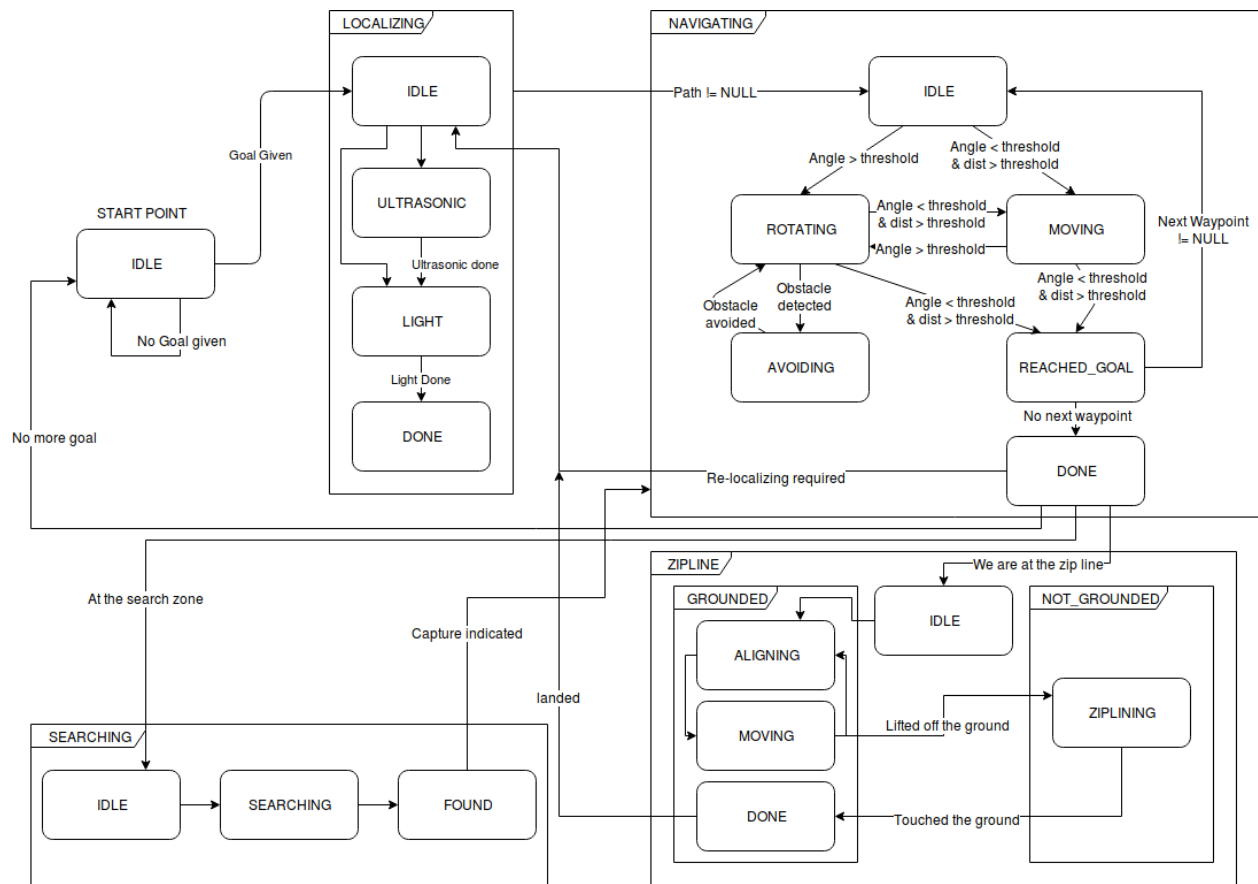 LOCALIZING
NAVIGATING
IDLE
Path != NULL
IDLE
Goal Given
Angle > threshold
Angle < threshold
& dist > threshold
ULTRASONIC
START POINT
IDLE
ROTATING
Angle < threshold
& dist > threshold
Angle > threshold
MOVING
Next Waypoint
!= NULL
Ultrasonic done
Obstacle
avoided
Obstacle
detected
Angle < threshold
& dist > threshold
Angle < threshold
& dist > threshold
LIGHT
No Goal given
AVOIDING
REACHED_GOAL
Light Done
No next waypoint
No more goal
DONE
DONE
Re-localizing required
ZIPLINE
We are at the zip line
At the search zone
GROUNDED
NOT_GROUNDED
IDLE
Capture indicated
ALIGNING
landed
ZIPLINING
Lifted off the ground
MOVING
SEARCHING
IDLE
SEARCHING
FOUND
DONE
Touched the ground